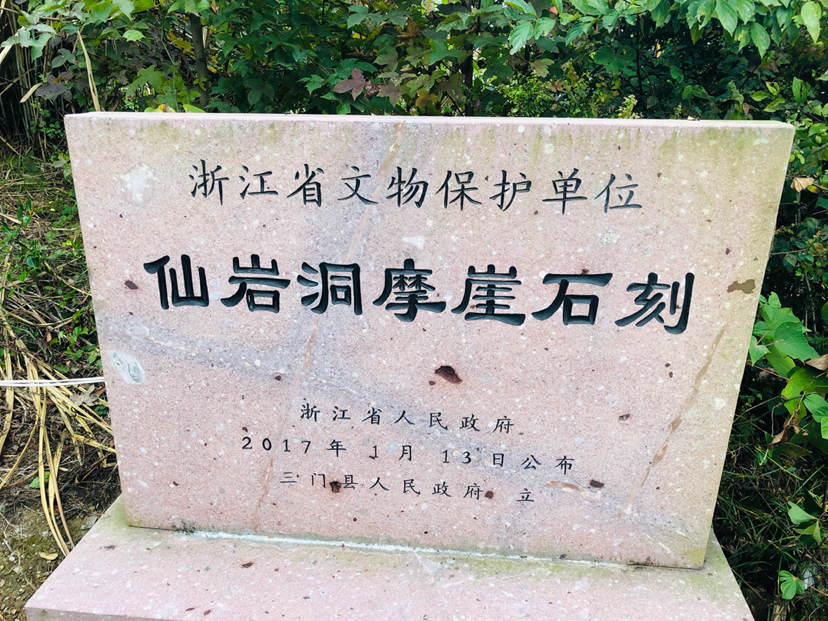 浙江省文物保护单位
仙岩洞摩崖石刻
浙江省人民政府
2017年1月13日公布
三门县人民政府 立